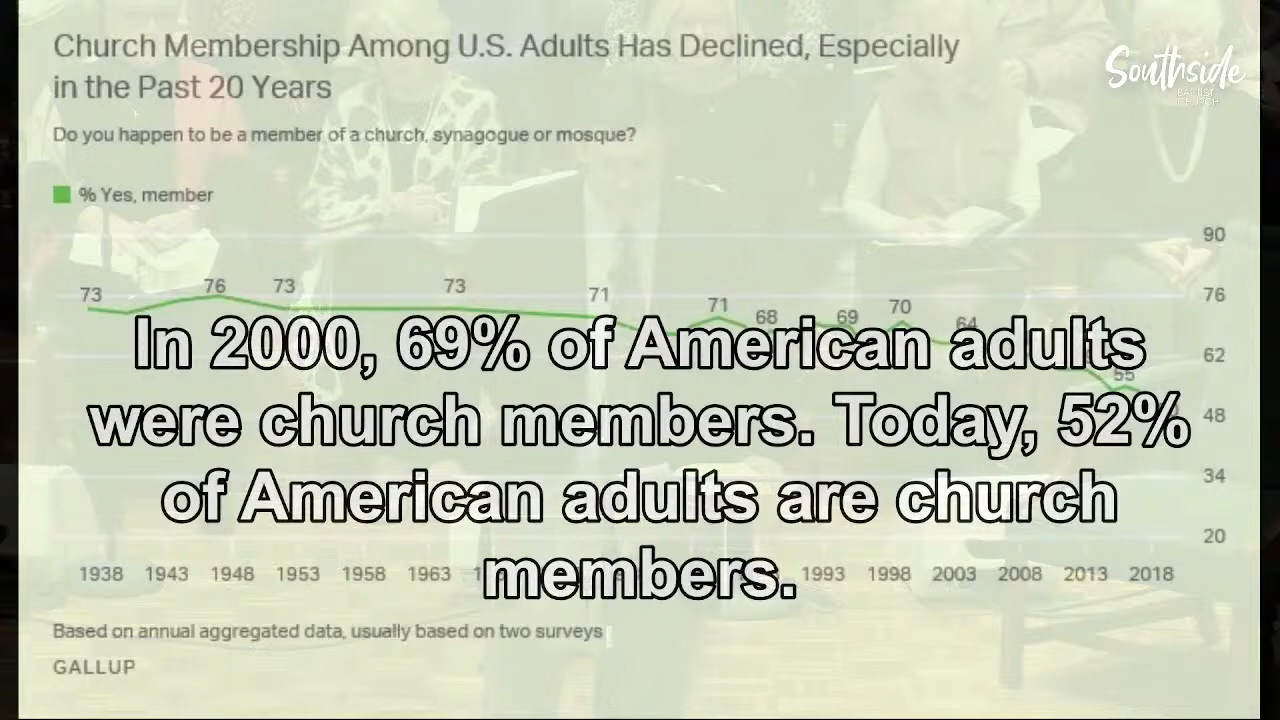 Church Membership Among U.S. Adults Has Declined, Especially
in the Past 20 Years
Southside
BAPTIST
CHURCH
Do you happen to be a member of a church, synagogue or mosque?
% Yes, member
90
73 76 73 73 71 71 68 69 70 64 76
In 2000, 69% of American adults
62
55
were church members. Today, 52%
48
of American adults are church
34
20
members.
1938 1943 1948 1953 1958 1963 1993 1998 2003 2008 2013 2018
Based on annual aggregated data, usually based on two surveys
GALLUP